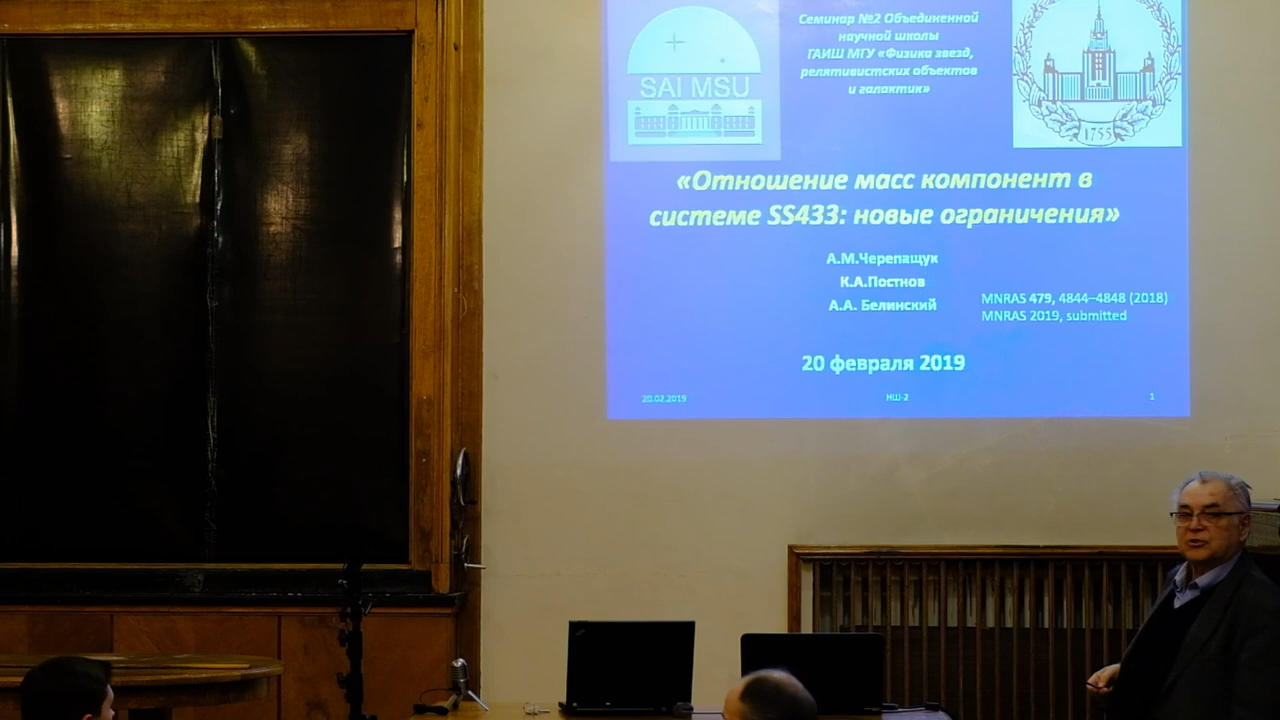 SAI MSU
Семинар №2 Объединенной
научной школы
ГАИШ МГУ «Физика звезд,
релятивистских объектов
и галактик»
1755
«Отношение масс компонент в
системе SS433: новые ограничения»
А.М.Черепащук
К.А.Постнов
А.А. Белинский
MNRAS 479, 4844–4848 (2018)
MNRAS 2019, submitted
20 февраля 2019
20.02.2019
НШ-2
1